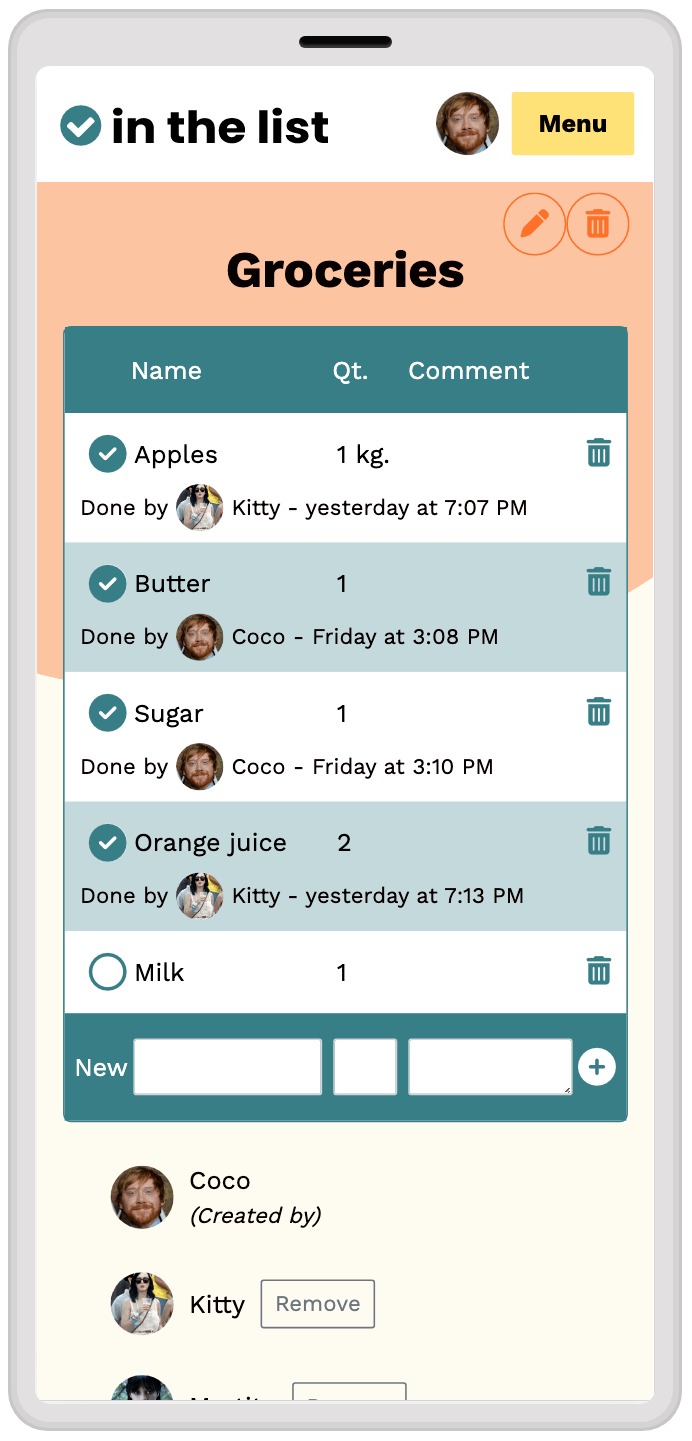 in the list
Menu
Groceries
Name Qt. Comment
Apples 1 kg.
Done by Kitty - yesterday at 7:07 PM
Butter 1
Done by Coco - Friday at 3:08 PM
Sugar 1
Done by Coco - Friday at 3:10 PM
Orange juice 2
Done by Kitty - yesterday at 7:13 PM
Milk 1
New
Coco
(Created by)
Kitty Remove